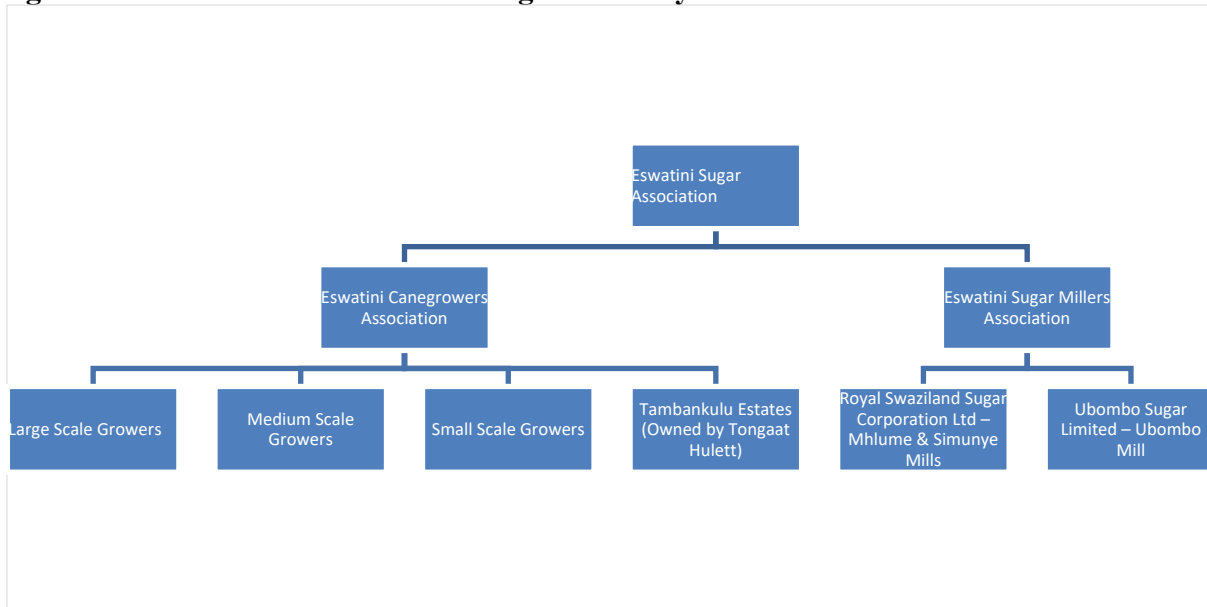 Eswatini Sugar
Association
Eswatini Canegrowers
Association
Eswatini Sugar Millers
Association
Large Scale Growers
Medium Scale
Growers
Small Scale Growers
Tambankulu Estates
(Owned by Tongaat
Hulett)
Royal Swaziland Sugar
Corporation Ltd –
Mhlume & Simunye
Mills
Ubombo Sugar
Limited – Ubombo
Mill